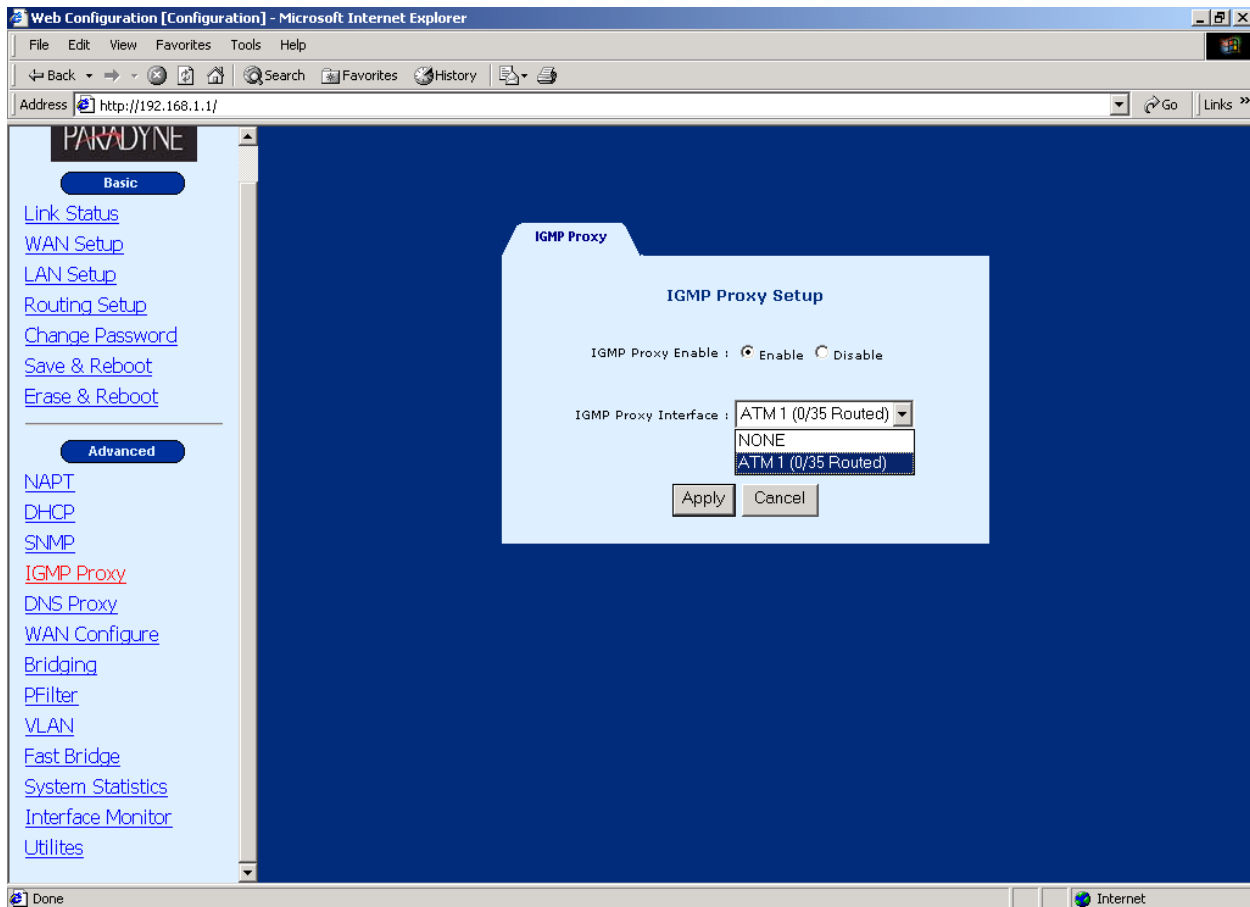 Web Configuration [Configuration] - Microsoft Internet Explorer
File Edit View Favorites Tools Help
Back Search Favorites History
Address http://192.168.1.1/ Go Links »
PARADYNE
Basic
Link Status
WAN Setup
LAN Setup
Routing Setup
Change Password
Save & Reboot
Erase & Reboot
Advanced
NAPT
DHCP
SNMP
IGMP Proxy
DNS Proxy
WAN Configure
Bridging
PFilter
VLAN
Fast Bridge
System Statistics
Interface Monitor
Utilites
IGMP Proxy
IGMP Proxy Setup
IGMP Proxy Enable : Enable Disable
IGMP Proxy Interface : ATM 1 (0/35 Routed)
NONE
ATM 1 (0/35 Routed)
Apply Cancel
Done Internet